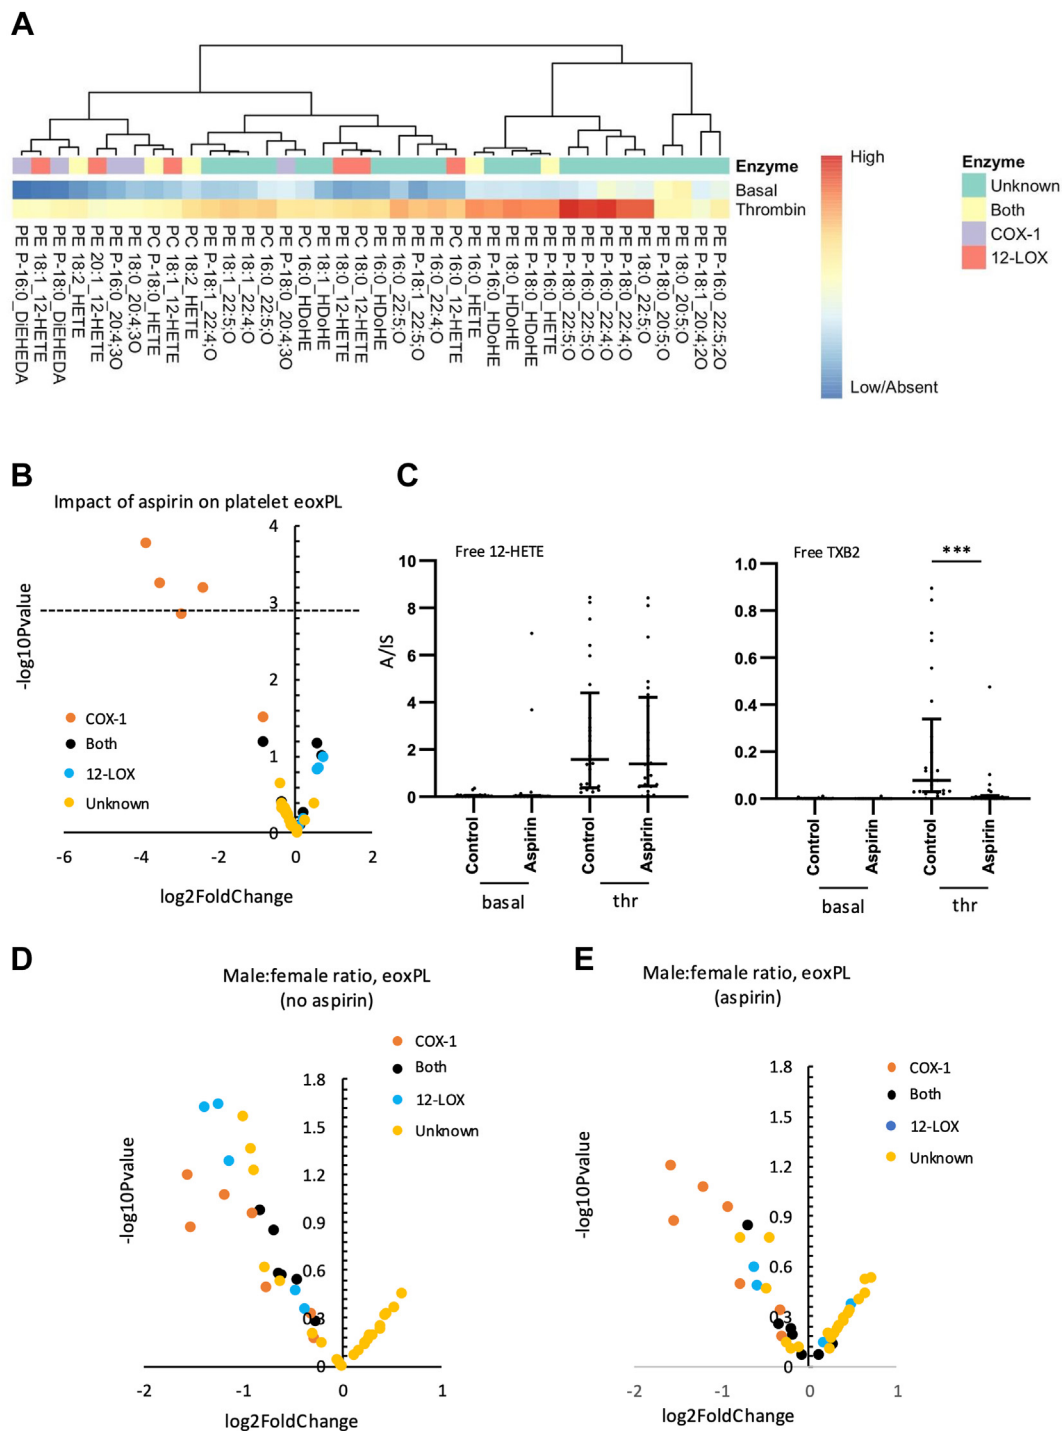 A
Enzyme
Basal
Thrombin
PE P-16:0_DiEHEDA
PE 18:1_12-HETE
PE P-18:0_DiEHEDA
PE 18:2_HETE
PE 20:1_12-HETE
PE P-16:0_20:4;3O
PE 18:0_20:4;3O
PC P-18:0_HETE
PC 18:1_12-HETE
PC 18:2_HETE
PE P-18:1_22:4;O
PE 18:1_22:5;O
PE 18:1_22:4;O
PC 16:0_22:5;O
PE P-18:0_20:4;3O
PC 16:0_HDoHE
PE 18:1_HDoHE
PE 18:0_12-HETE
PC 18:0_12-HETE
PE 16:0_HDoHE
PE 16:0_22:5;O
PE P-18:1_22:5;O
PE 16:0_22:4;O
PC 16:0_12-HETE
PE 16:0_HETE
PE P-16:0_HDoHE
PE 18:0_HDoHE
PE P-18:0_HDoHE
PE P-16:0_HETE
PE P-18:0_22:5;O
PE P-16:0_22:5;O
PE P-16:0_22:4;O
PE P-18:0_22:4;O
PE 18:0_22:5;O
PE P-18:0_20:5;O
PE 18:0_20:5;O
PE P-18:1_20:4;2O
PE P-16:0_22:5;2O
High
Low/Absent
Enzyme
Unknown
Both
COX-1
12-LOX
B
Impact of aspirin on platelet eoxPL
-log10Pvalue
4
3
2
1
0
COX-1
Both
12-LOX
Unknown
-6 -4 -2 0 2
log2FoldChange
C
Free 12-HETE
A/IS
10
8
6
4
2
0
Control
Aspirin
Control
Aspirin
basal thr
Free TXB2
***
1.0
0.8
0.6
0.4
0.2
0.0
Control
Aspirin
Control
Aspirin
basal thr
D
Male:female ratio, eoxPL
(no aspirin)
COX-1
Both
12-LOX
Unknown
-log10Pvalue
1.8
1.5
1.2
0.9
0.6
0.3
0
-2 -1 0 1
log2FoldChange
E
Male:female ratio, eoxPL
(aspirin)
COX-1
Both
12-LOX
Unknown
-log10Pvalue
1.8
1.5
1.2
0.9
0.6
0.3
0
-2 -1 0 1
log2FoldChange